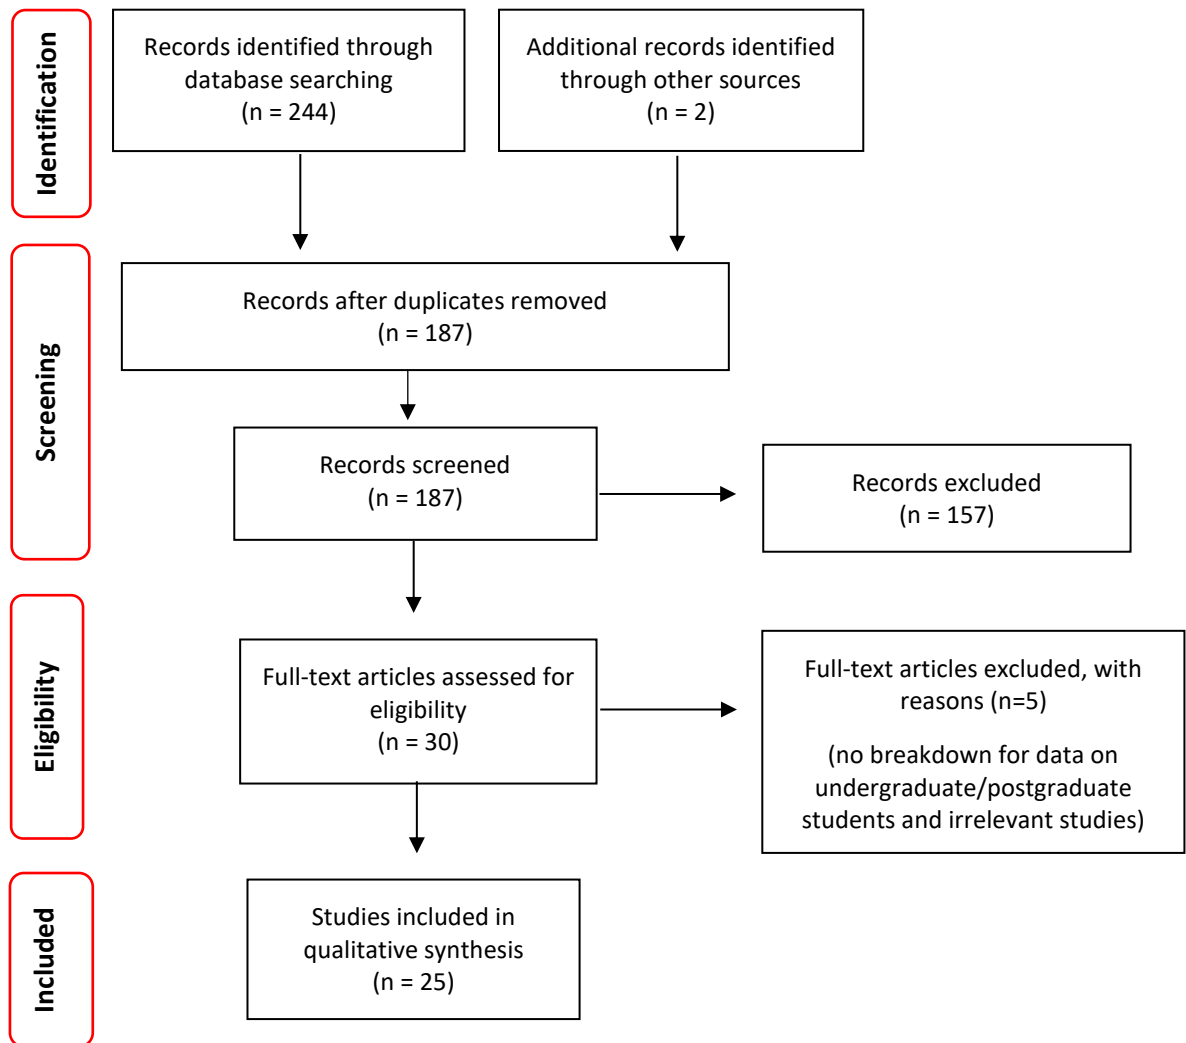 Identification
Records identified through
database searching
(n = 244)
Additional records identified
through other sources
(n = 2)
Screening
Records after duplicates removed
(n = 187)
Records screened
(n = 187)
Records excluded
(n = 157)
Eligibility
Full-text articles assessed for
eligibility
(n = 30)
Full-text articles excluded, with
reasons (n=5)
(no breakdown for data on
undergraduate/postgraduate
students and irrelevant studies)
Included
Studies included in
qualitative synthesis
(n = 25)